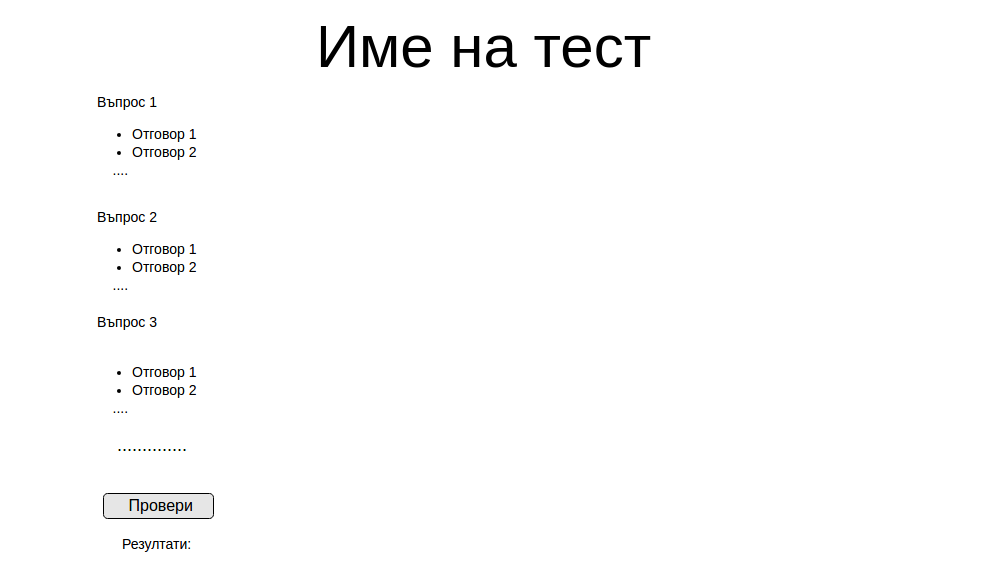 Име на тест
Въпрос 1
• Отговор 1
• Отговор 2
....
Въпрос 2
• Отговор 1
• Отговор 2
....
Въпрос 3
• Отговор 1
• Отговор 2
....
..............
Провери
Резултати: